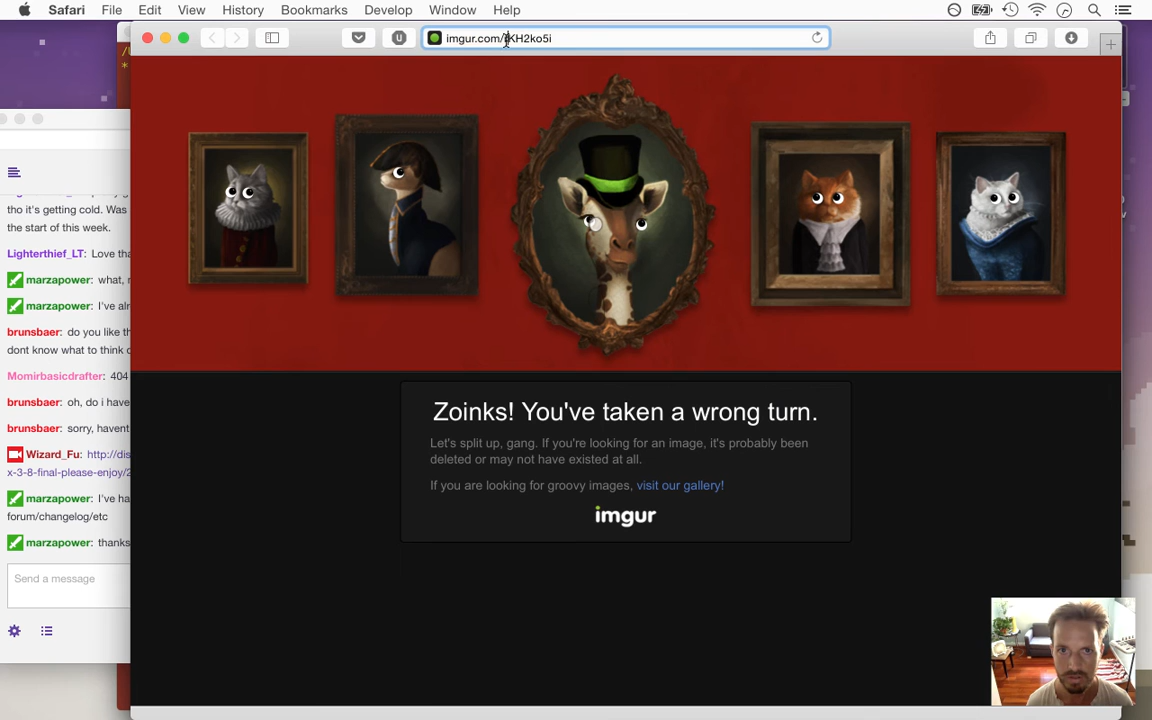 Safari File Edit View History Bookmarks Develop Window Help
tho it's getting cold. Was
the start of this week.
Lighterthief_LT: Love tha
marzapower: what,
marzapower: I've alr
brunsbaer: do you like th
dont know what to think
Momirbasicdrafter: 404
brunsbaer: oh, do i have
brunsbaer: sorry, havent
Wizard_Fu: http://dis
x-3-8-final-please-enjoy/2
marzapower: I've ha
forum/changelog/etc
marzapower: thanks
Send a message
Zoinks! You've taken a wrong turn.
Let's split up, gang. If you're looking for an image, it's probably been
deleted or may not have existed at all.
If you are looking for groovy images, visit our gallery!
imgur